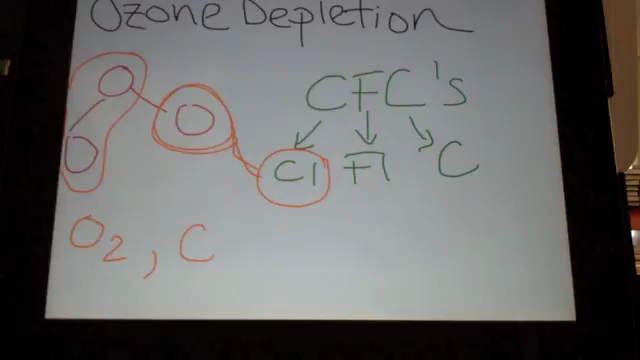 Ozone Depletion
O O CFC's
O Cl Fl C
O2, C